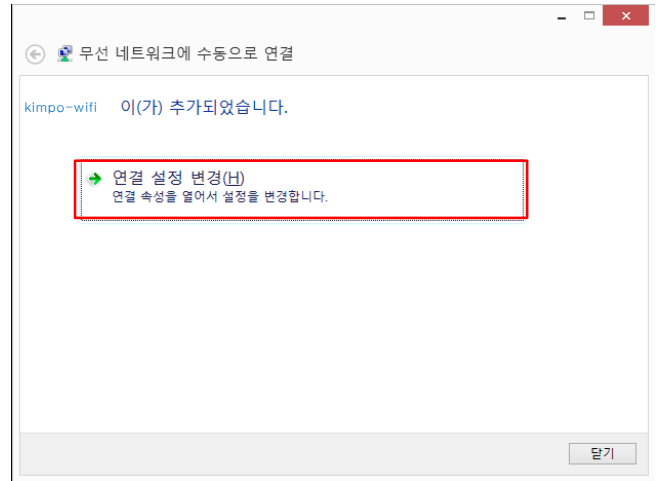 무선 네트워크에 수동으로 연결
kimpo-wifi 이(가) 추가되었습니다.
연결 설정 변경(H)
연결 속성을 열어서 설정을 변경합니다.
닫기